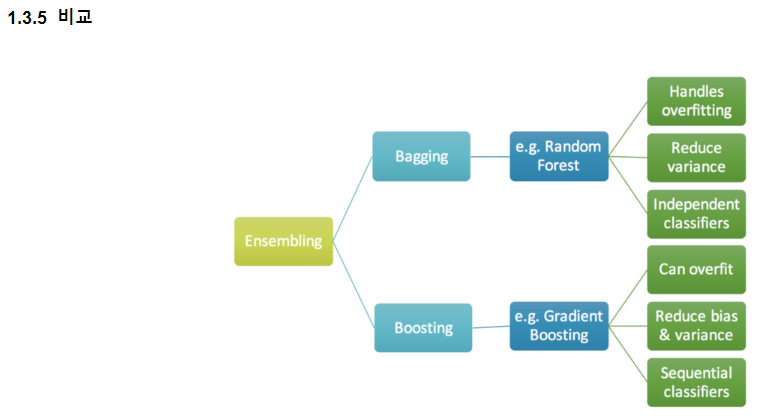 1.3.5 비교
Handles
overfitting
Bagging
e.g. Random
Forest
Reduce
variance
Independent
classifiers
Ensembling
Can overfit
Boosting
e.g. Gradient
Boosting
Reduce bias
& variance
Sequential
classifiers